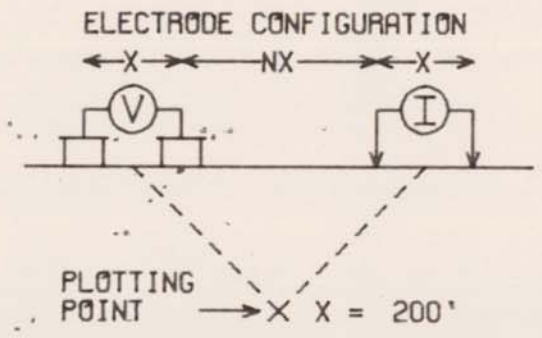 ELECTRODE CONFIGURATION
X NX X
V I
PLOTTING
POINT X X = 200'